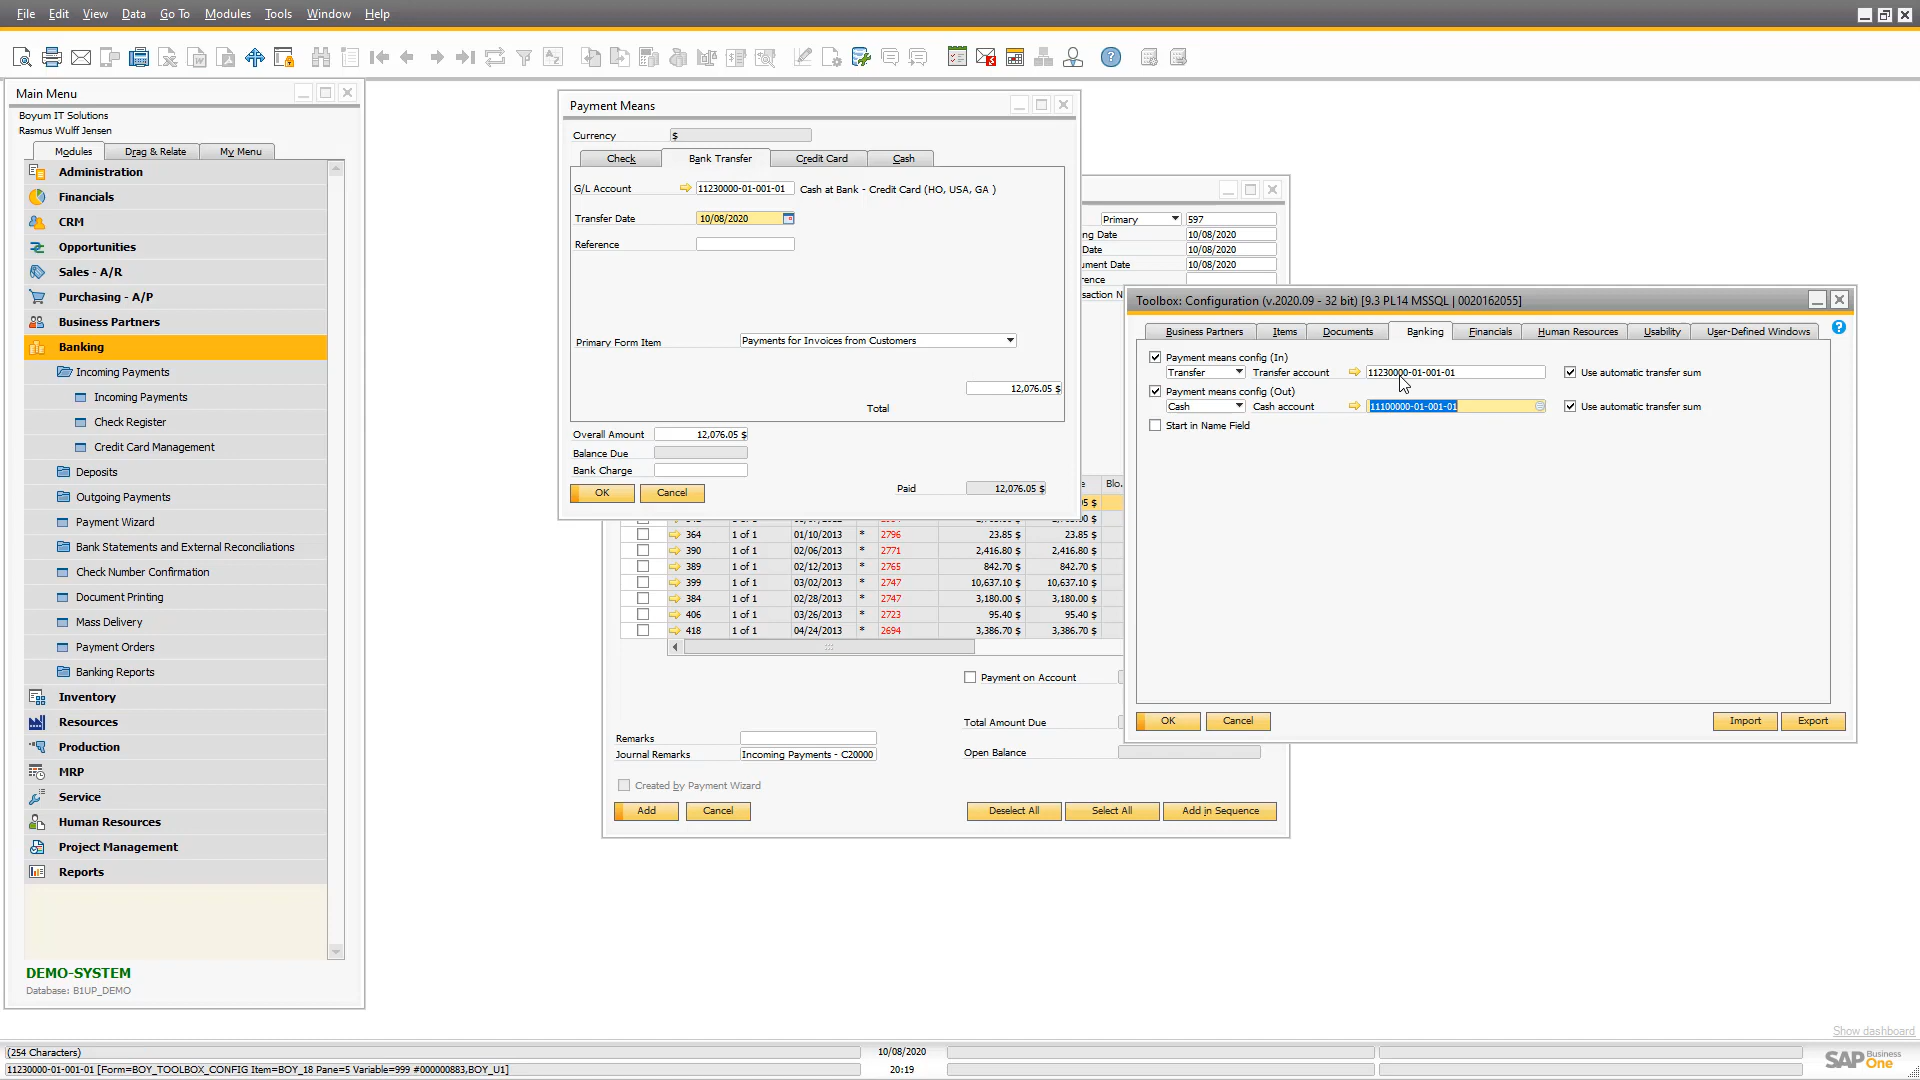 File Edit View Data Go To Modules Tools Window Help
Main Menu
Boyum IT Solutions
Rasmus Wulff Jensen
Modules Drag & Relate My Menu
Administration
Financials
CRM
Opportunities
Sales - A/R
Purchasing - A/P
Business Partners
Banking
Incoming Payments
Incoming Payments
Check Register
Credit Card Management
Deposits
Outgoing Payments
Payment Wizard
Bank Statements and External Reconciliations
Check Number Confirmation
Document Printing
Mass Delivery
Payment Orders
Banking Reports
Inventory
Resources
Production
MRP
Service
Human Resources
Project Management
Reports
DEMO-SYSTEM
Database: B1UP_DEMO
Payment Means
Currency $
Check Bank Transfer Credit Card Cash
G/L Account 11230000-01-001-01 Cash at Bank - Credit Card (HO, USA, GA )
Transfer Date 10/08/2020
Reference
Primary Form Item Payments for Invoices from Customers
12,076.05 $
Total
Overall Amount 12,076.05 $
Balance Due
Bank Charge
Paid 12,076.05 $
OK Cancel
Primary 597
ng Date 10/08/2020
Date 10/08/2020
ument Date 10/08/2020
rence
saction N
e Blo.
05 $
364 1 of 1 01/10/2013 * 2796 23.85 $ 23.85 $
390 1 of 1 02/06/2013 * 2771 2,416.80 $ 2,416.80 $
389 1 of 1 02/12/2013 * 2765 842.70 $ 842.70 $
399 1 of 1 03/02/2013 * 2747 10,637.10 $ 10,637.10 $
384 1 of 1 02/28/2013 * 2747 3,180.00 $ 3,180.00 $
406 1 of 1 03/26/2013 * 2723 95.40 $ 95.40 $
418 1 of 1 04/24/2013 * 2694 3,386.70 $ 3,386.70 $
Payment on Account
Total Amount Due
Open Balance
Remarks
Journal Remarks Incoming Payments - C20000
Created by Payment Wizard
Add Cancel Deselect All Select All Add in Sequence
Toolbox: Configuration (v.2020.09 - 32 bit) [9.3 PL14 MSSQL | 0020162055]
Business Partners Items Documents Banking Financials Human Resources Usability User-Defined Windows
Payment means config (In)
Transfer Transfer account 11230000-01-001-01 Use automatic transfer sum
Payment means config (Out)
Cash Cash account 11100000-01-001-01 Use automatic transfer sum
Start in Name Field
OK Cancel Import Export
Show dashboard
(254 Characters) 10/08/2020
11230000-01-001-01 [Form=BOY_TOOLBOX_CONFIG Item=BOY_18 Pane=5 Variable=999 #000000883,BOY_U1] 20:19
SAP Business One